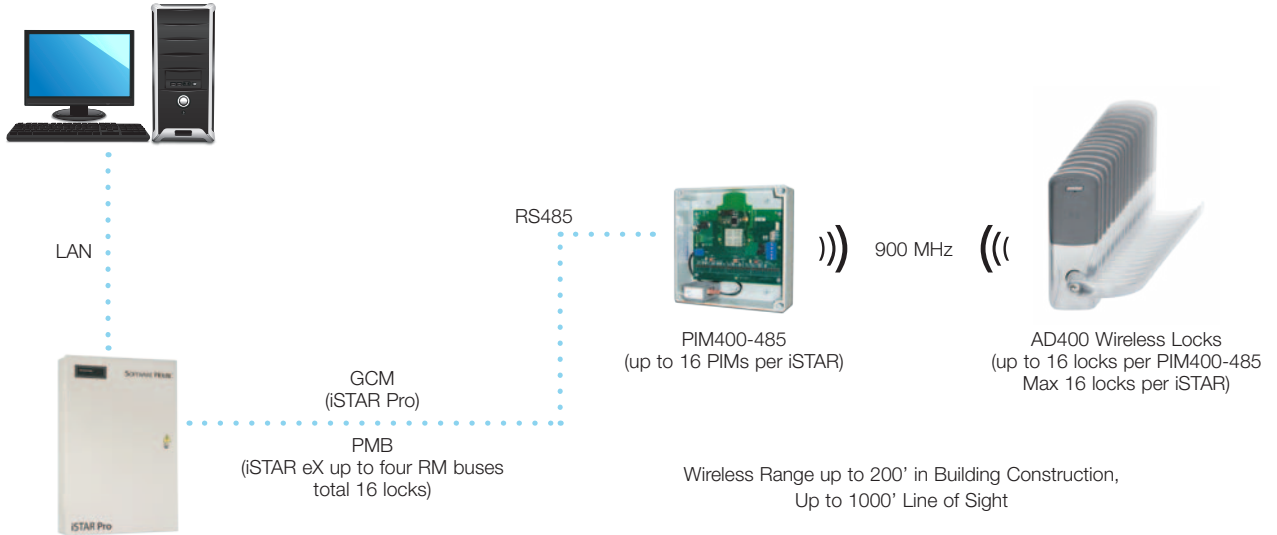 LAN
RS485
900 MHz
PIM400-485
(up to 16 PIMs per iSTAR)
AD400 Wireless Locks
(up to 16 locks per PIM400-485
Max 16 locks per iSTAR)
SOFTWARE HOUSE
GCM
(iSTAR Pro)
PMB
(iSTAR eX up to four RM buses
total 16 locks)
Wireless Range up to 200’ in Building Construction,
Up to 1000’ Line of Sight
iSTAR Pro